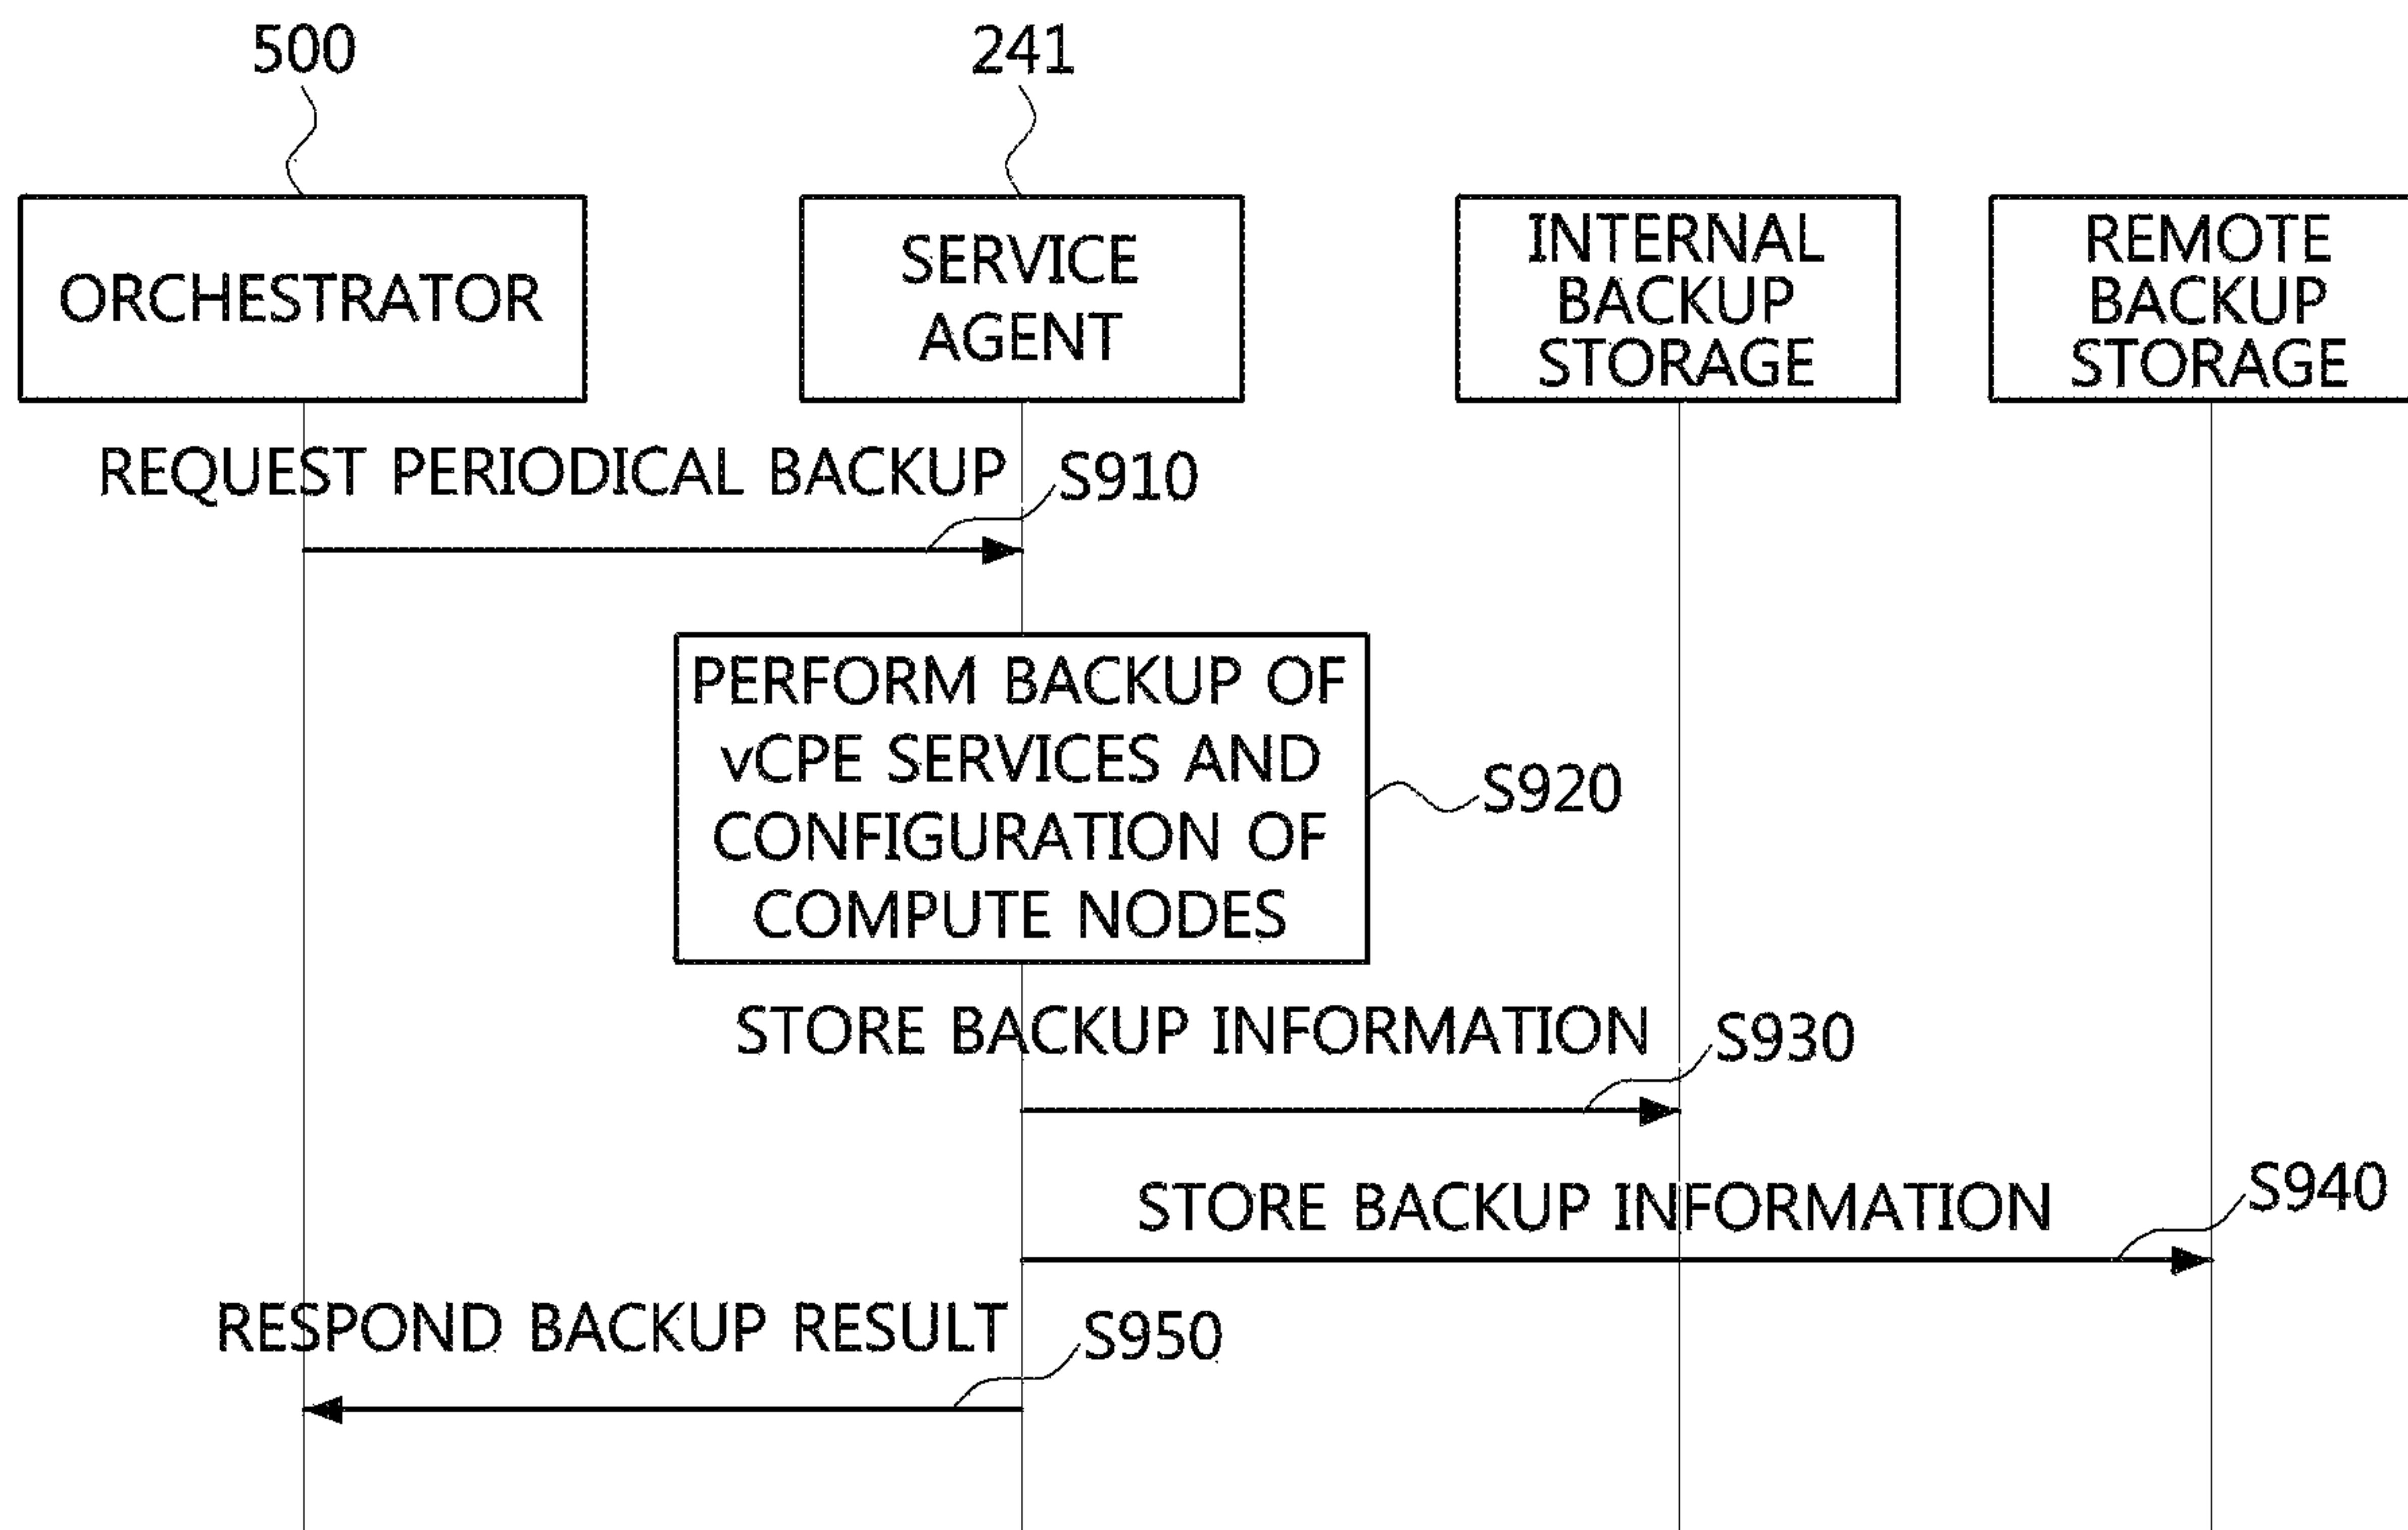 500
241
ORCHESTRATOR
SERVICE
AGENT
INTERNAL
BACKUP
STORAGE
REMOTE
BACKUP
STORAGE
REQUEST PERIODICAL BACKUP
S910
PERFORM BACKUP OF
vCPE SERVICES AND
CONFIGURATION OF
COMPUTE NODES
S920
STORE BACKUP INFORMATION
S930
STORE BACKUP INFORMATION
S940
RESPOND BACKUP RESULT
S950